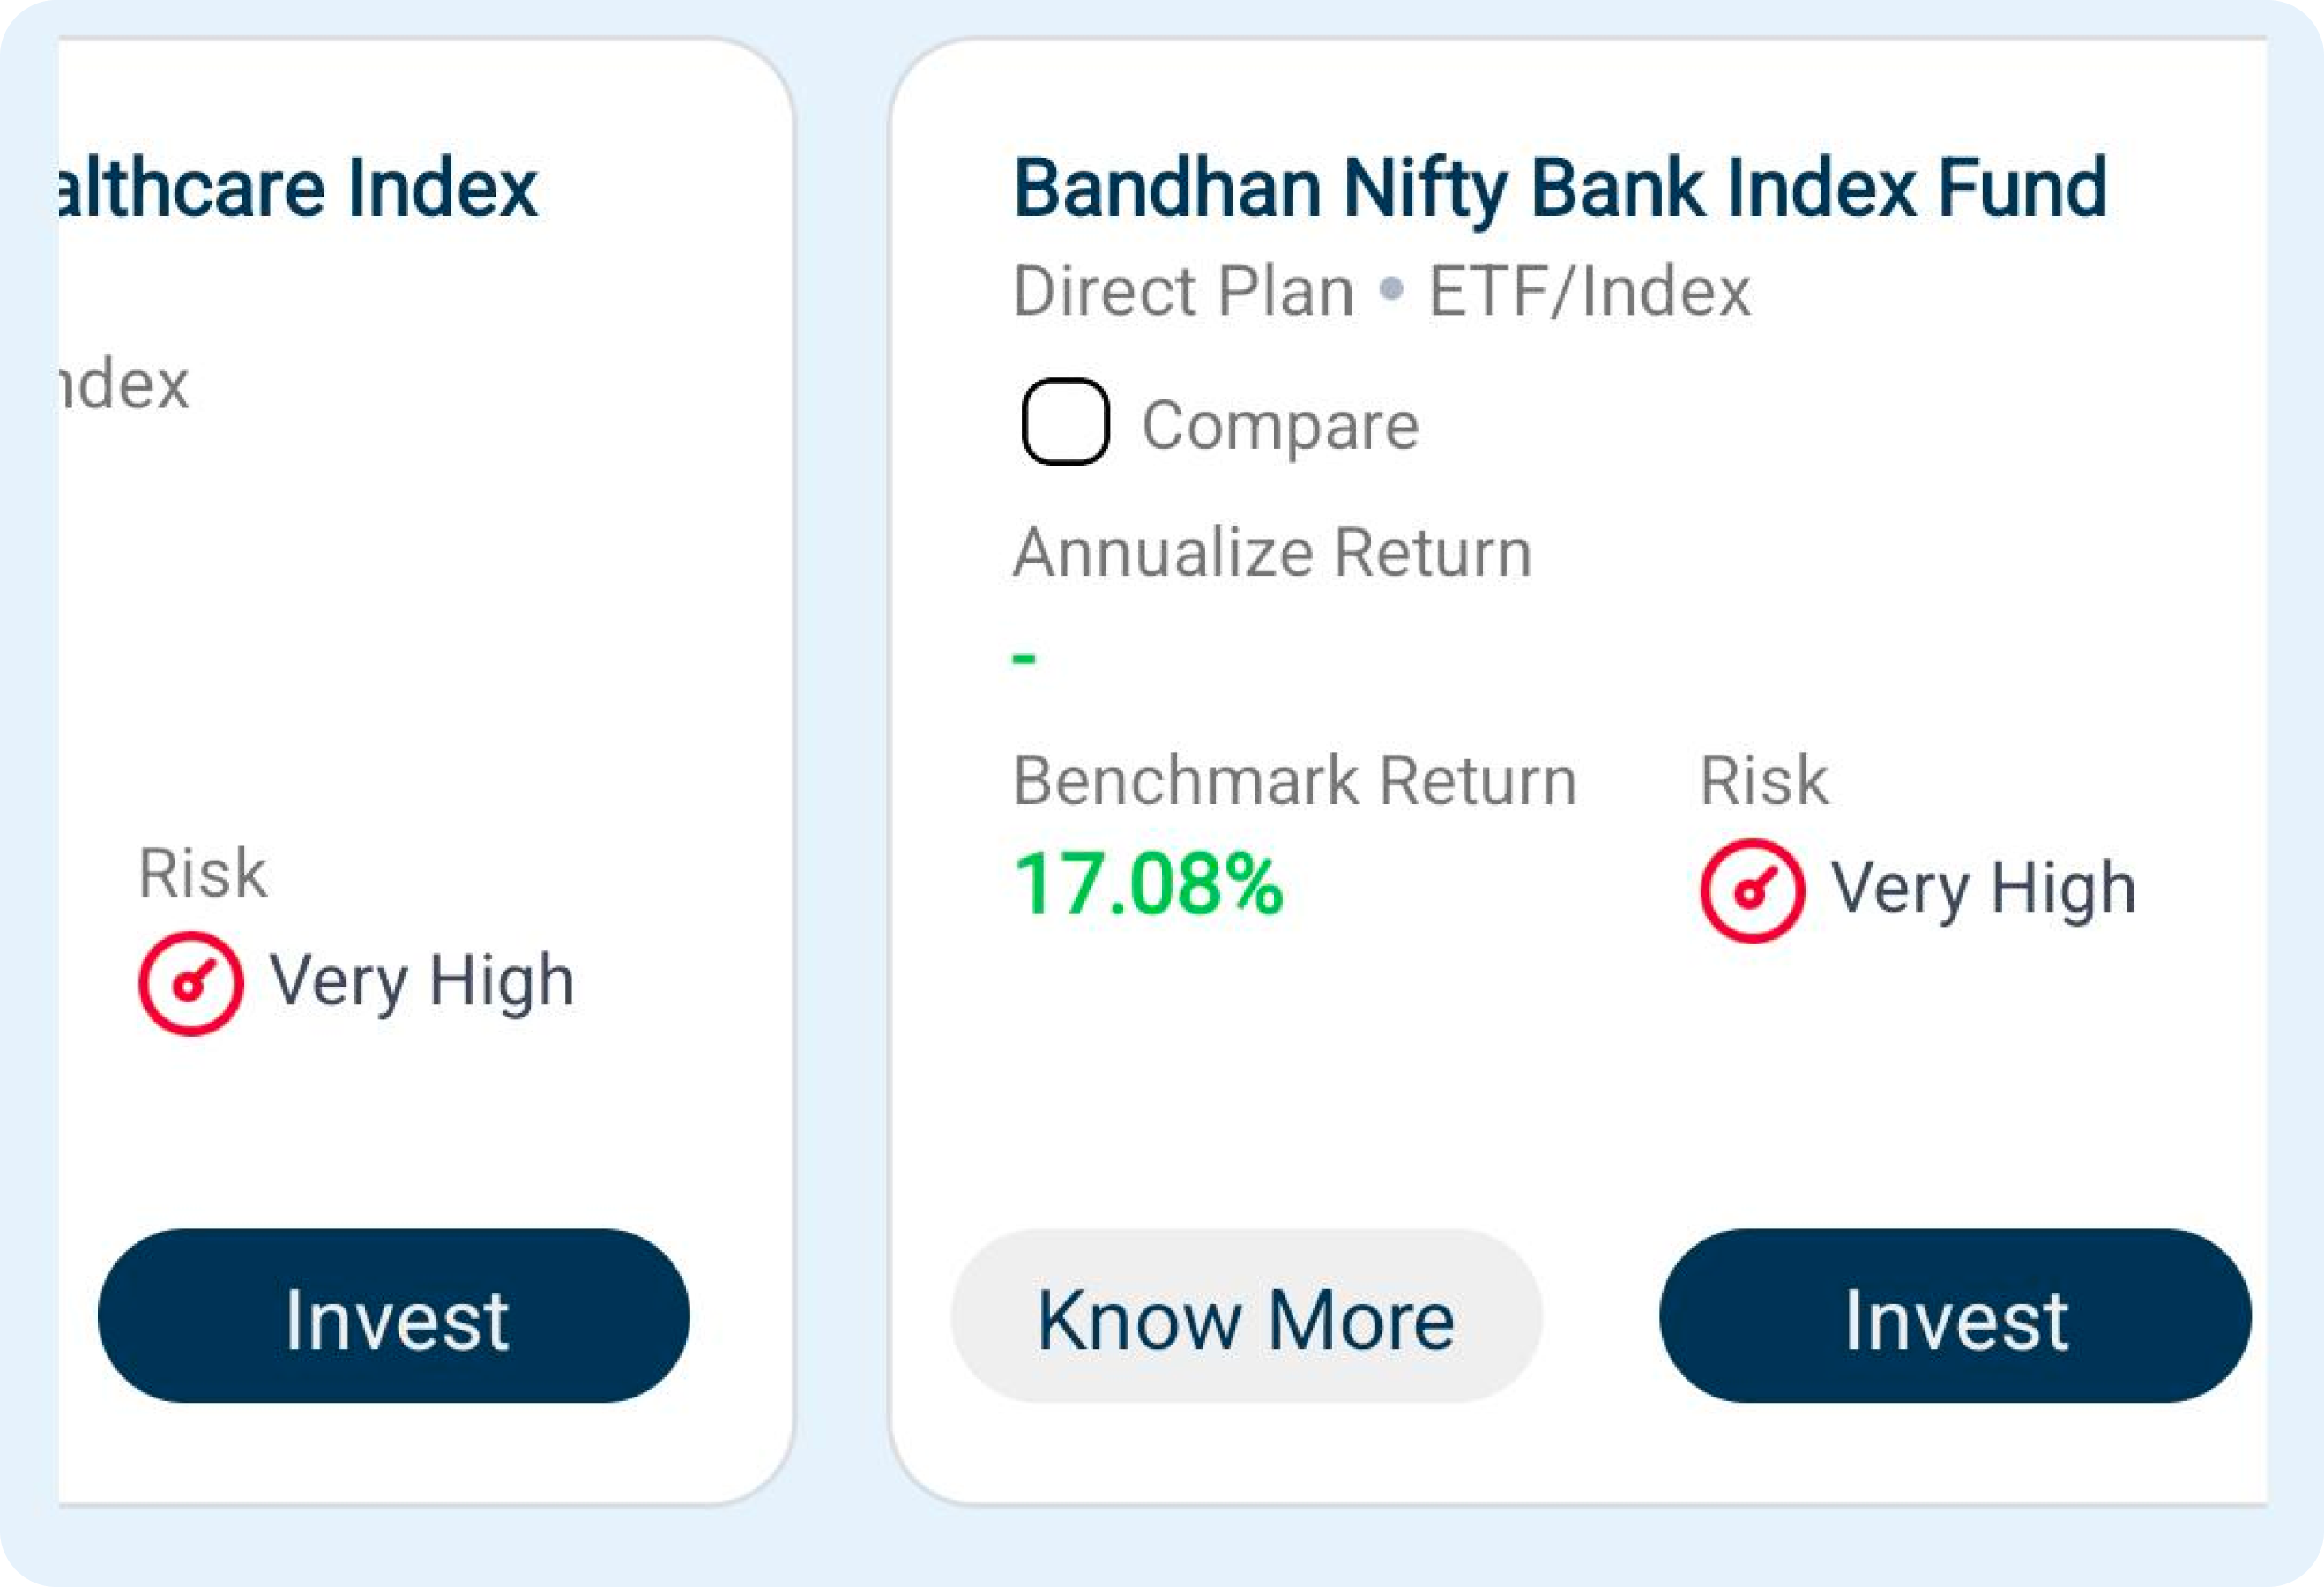 althcare Index
ndex
Risk
Very High
Invest
Bandhan Nifty Bank Index Fund
Direct Plan • ETF/Index
Compare
Annualize Return
-
Benchmark Return
17.08%
Risk
Very High
Know More
Invest